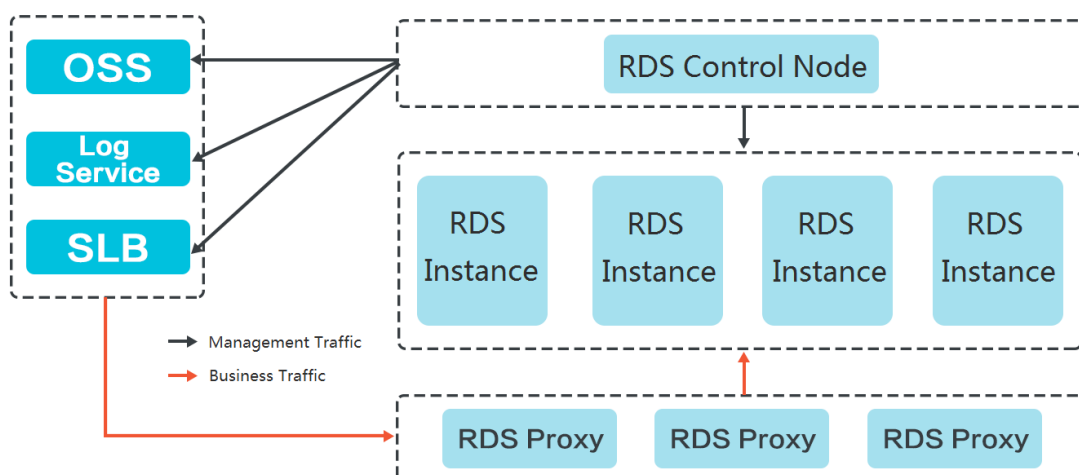 OSS
Log
Service
SLB
RDS Control Node
RDS
Instance
RDS
Instance
RDS
Instance
RDS
Instance
Management Traffic
Business Traffic
RDS Proxy
RDS Proxy
RDS Proxy